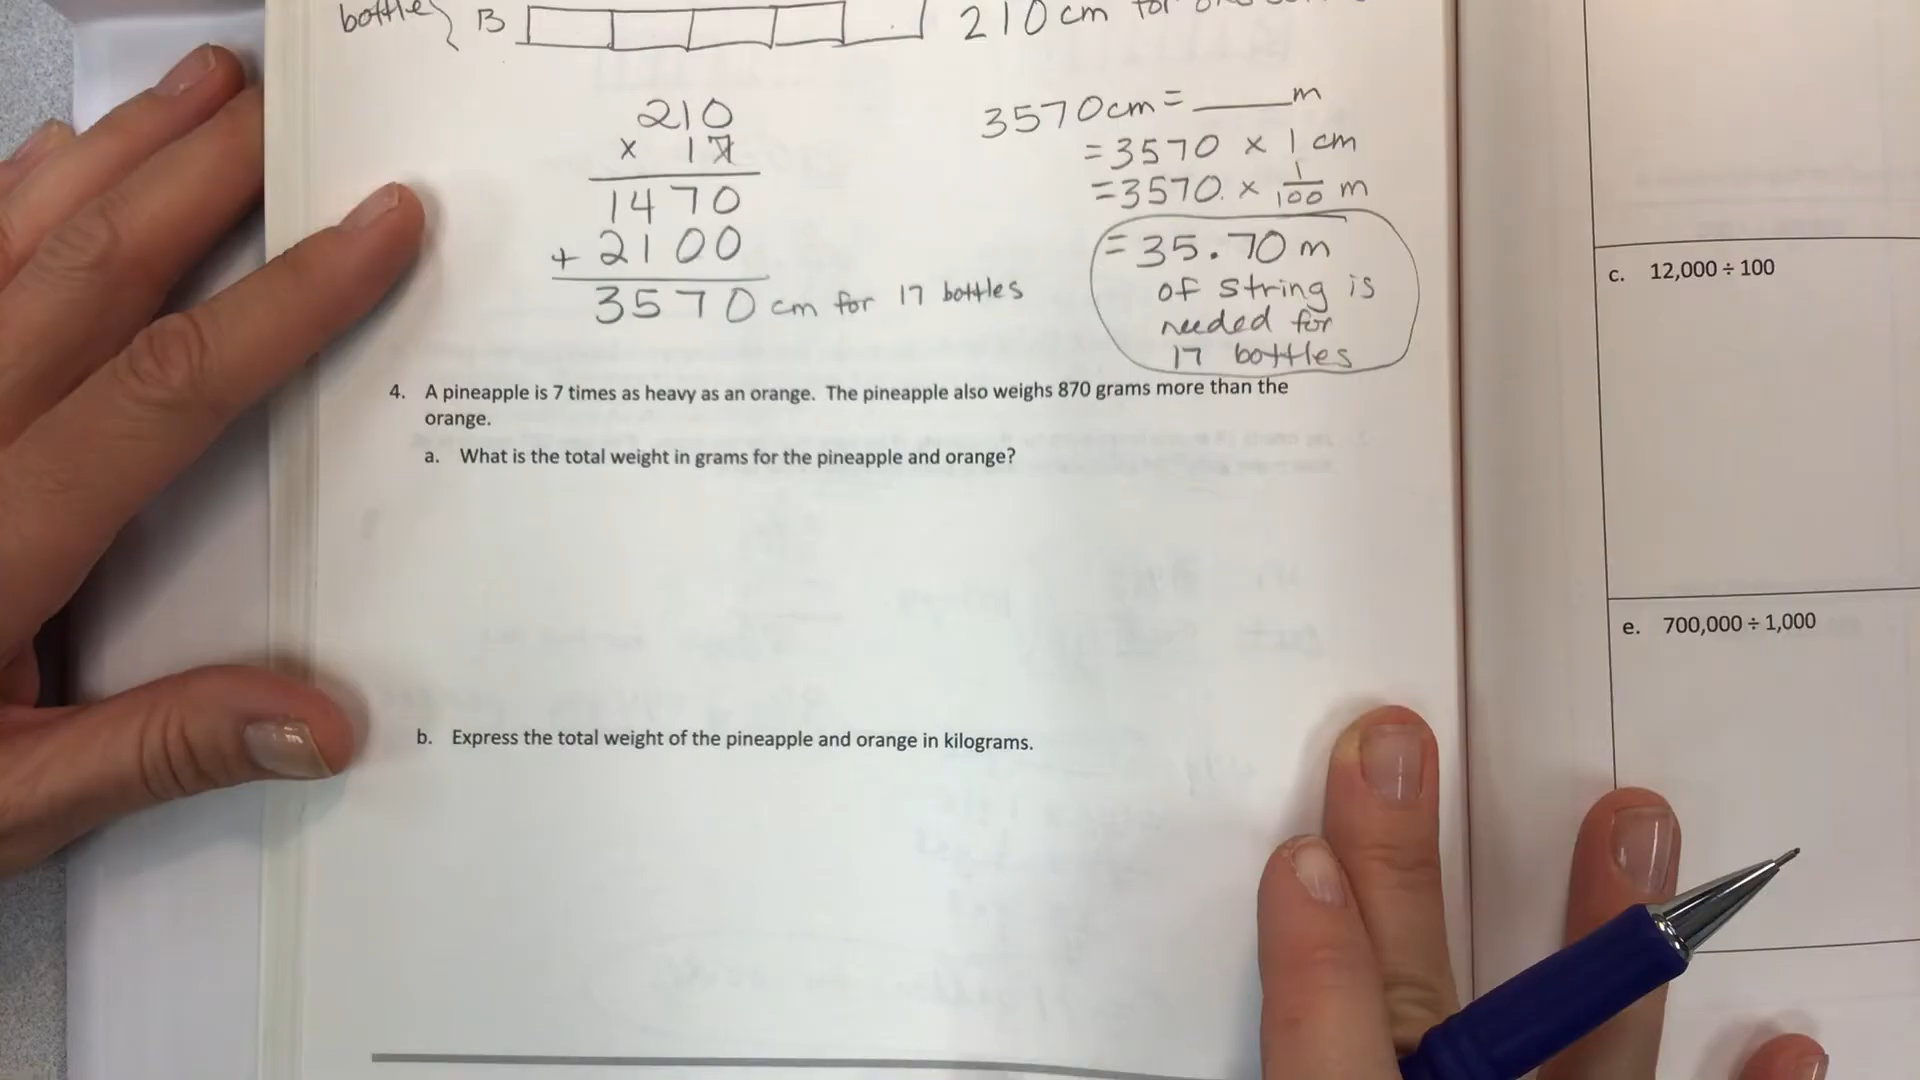 bottle B 210 cm for
210
x 17
1470
+ 2100
3570 cm for 17 bottles
3570cm = ____m
= 3570 x 1 cm
= 3570. x 1/100 m
= 35.70 m
of string is
needed for
17 bottles
4. A pineapple is 7 times as heavy as an orange. The pineapple also weighs 870 grams more than the
orange.
a. What is the total weight in grams for the pineapple and orange?
b. Express the total weight of the pineapple and orange in kilograms.
c. 12,000 ÷ 100
e. 700,000 ÷ 1,000